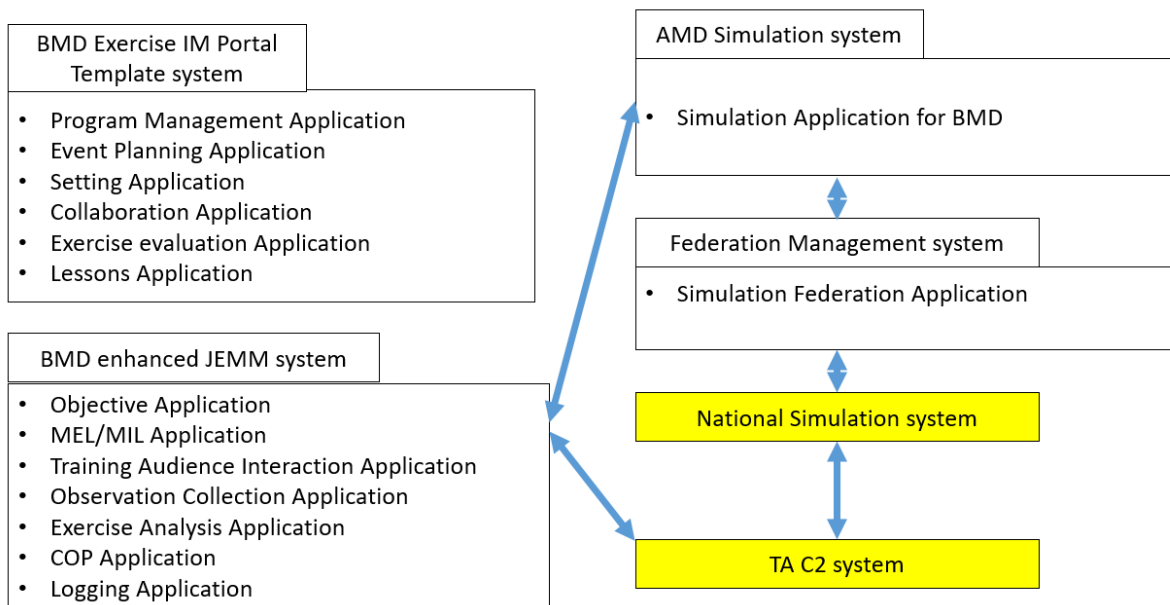 BMD Exercise IM Portal
Template system
• Program Management Application
• Event Planning Application
• Setting Application
• Collaboration Application
• Exercise evaluation Application
• Lessons Application
BMD enhanced JEMM system
• Objective Application
• MEL/MIL Application
• Training Audience Interaction Application
• Observation Collection Application
• Exercise Analysis Application
• COP Application
• Logging Application
AMD Simulation system
• Simulation Application for BMD
Federation Management system
• Simulation Federation Application
National Simulation system
TA C2 system